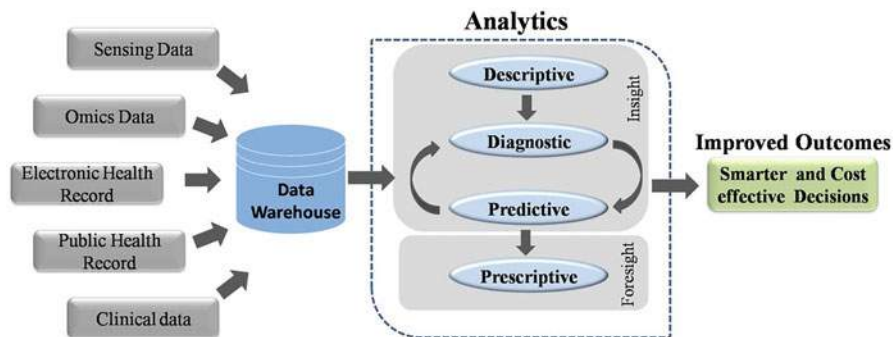 Analytics
Sensing Data
Omics Data
Electronic Health
Record
Public Health
Record
Clinical data
Data
Warehouse
Descriptive
Diagnostic
Predictive
Insight
Prescriptive
Foresight
Improved Outcomes
Smarter and Cost
effective Decisions